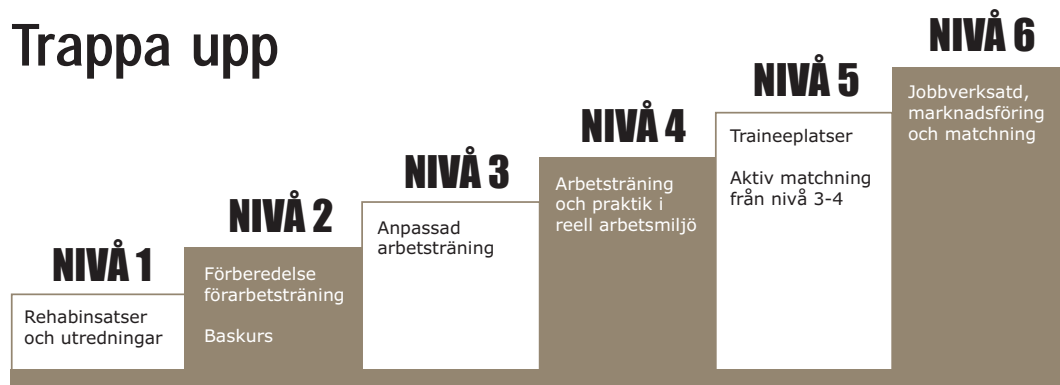 Trappa upp
NIVÅ 1
Rehabinsatser
och utredningar
NIVÅ 2
Förberedelse
förarbetsträning
Baskurs
NIVÅ 3
Anpassad
arbetsträning
NIVÅ 4
Arbetsträning
och praktik i
reell arbetsmiljö
NIVÅ 5
Traineeplatser
Aktiv matchning
från nivå 3-4
NIVÅ 6
Jobbverksatd,
marknadsföring
och matchning